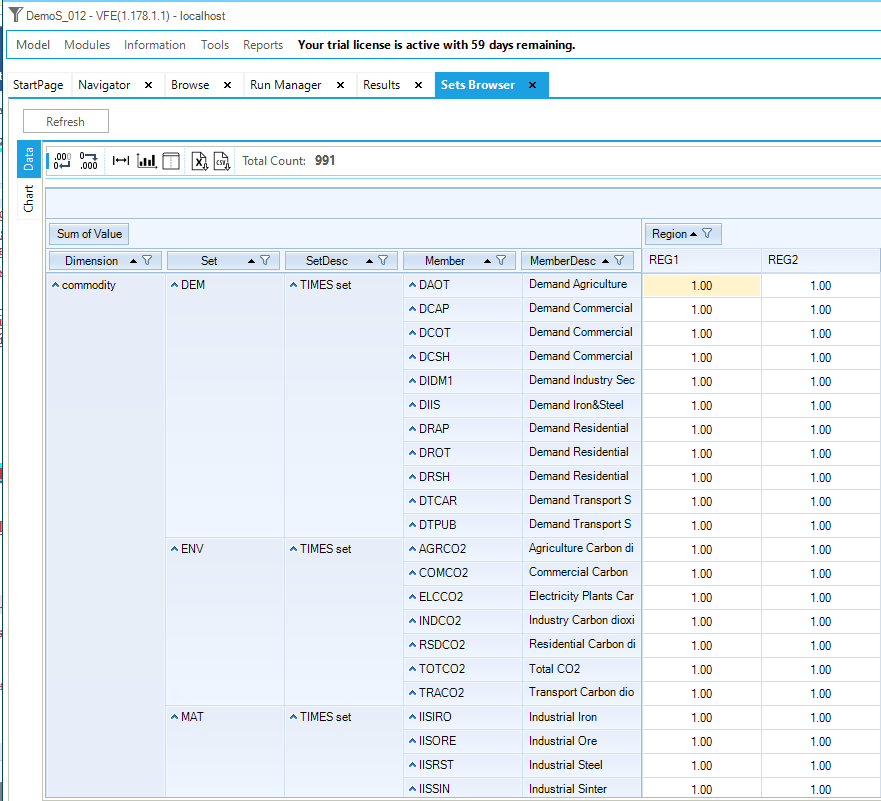 DemoS_012 - VFE(1.178.1.1) - localhost
Model Modules Information Tools Reports Your trial license is active with 59 days remaining.
StartPage Navigator × Browse × Run Manager × Results × Sets Browser ×
Refresh
Data
Chart
.000 .000 X CSV Total Count: 991
Sum of Value Region
Dimension Set SetDesc Member MemberDesc REG1 REG2
commodity DEM TIMES set DAOT Demand Agriculture 1.00 1.00
DCAP Demand Commercial 1.00 1.00
DCOT Demand Commercial 1.00 1.00
DCSH Demand Commercial 1.00 1.00
DIDM1 Demand Industry Sec 1.00 1.00
DIIS Demand Iron&Steel 1.00 1.00
DRAP Demand Residential 1.00 1.00
DROT Demand Residential 1.00 1.00
DRSH Demand Residential 1.00 1.00
DTCAR Demand Transport S 1.00 1.00
DTPUB Demand Transport S 1.00 1.00
ENV TIMES set AGRCO2 Agriculture Carbon di 1.00 1.00
COMCO2 Commercial Carbon 1.00 1.00
ELCCO2 Electricity Plants Car 1.00 1.00
INDCO2 Industry Carbon dioxi 1.00 1.00
RSDCO2 Residential Carbon di 1.00 1.00
TOTCO2 Total CO2 1.00 1.00
TRACO2 Transport Carbon dio 1.00 1.00
MAT TIMES set IISIRO Industrial Iron 1.00 1.00
IISORE Industrial Ore 1.00 1.00
IISRST Industrial Steel 1.00 1.00
IISSIN Industrial Sinter 1.00 1.00